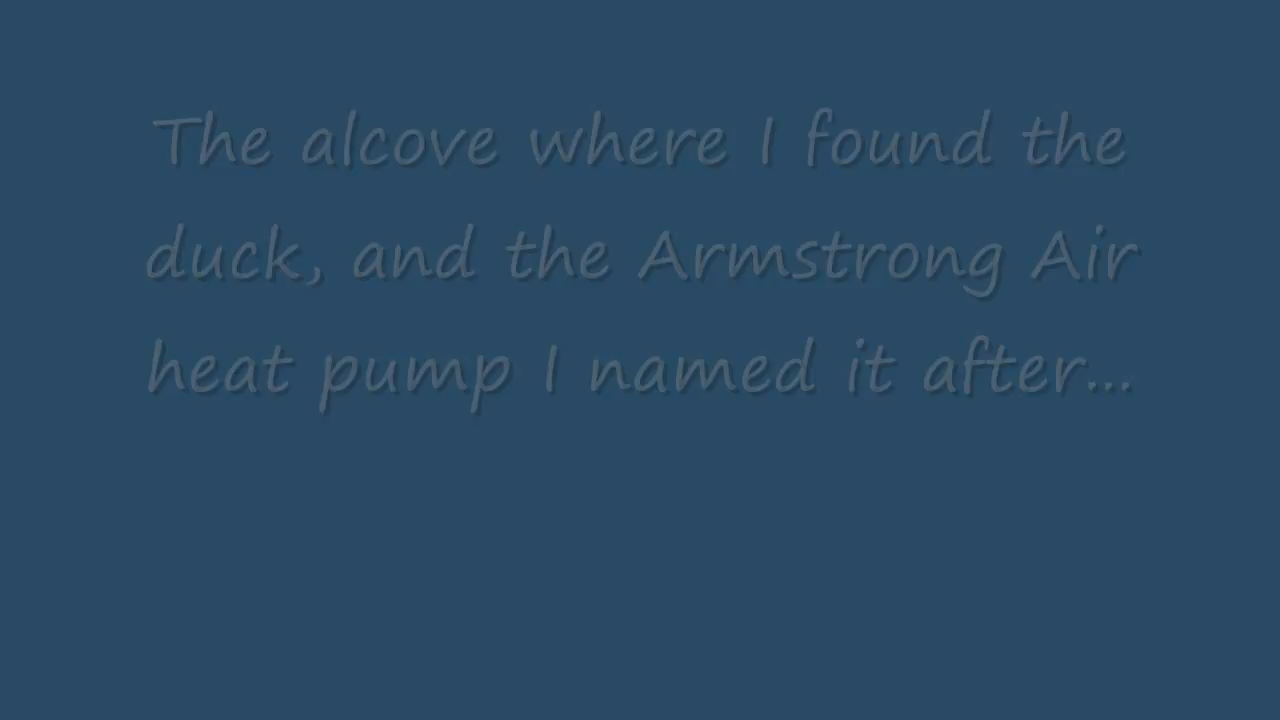 The alcove where I found the
duck, and the Armstrong Air
heat pump I named it after...